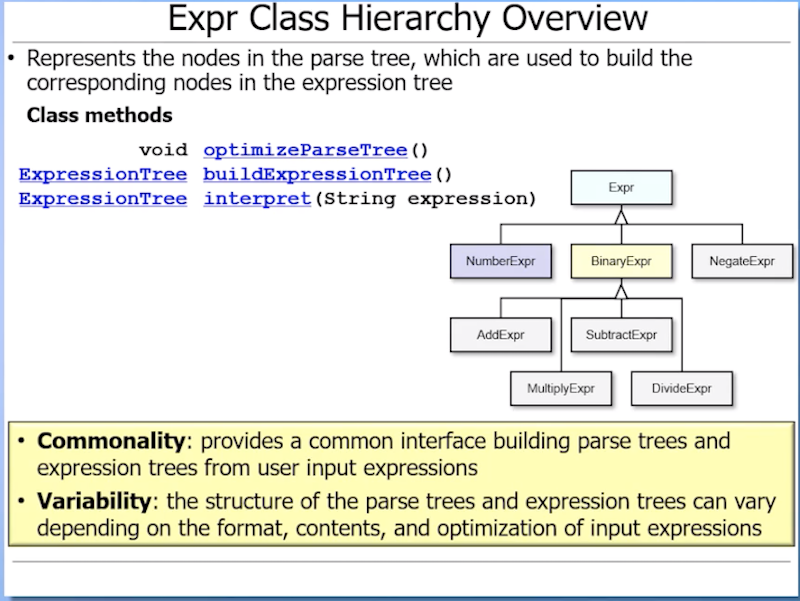 Expr Class Hierarchy Overview
• Represents the nodes in the parse tree, which are used to build the
corresponding nodes in the expression tree
Class methods
void optimizeParseTree()
ExpressionTree buildExpressionTree()
ExpressionTree interpret(String expression)
Expr
NumberExpr BinaryExpr NegateExpr
AddExpr SubtractExpr
MultiplyExpr DivideExpr
• Commonality: provides a common interface building parse trees and
expression trees from user input expressions
• Variability: the structure of the parse trees and expression trees can vary
depending on the format, contents, and optimization of input expressions